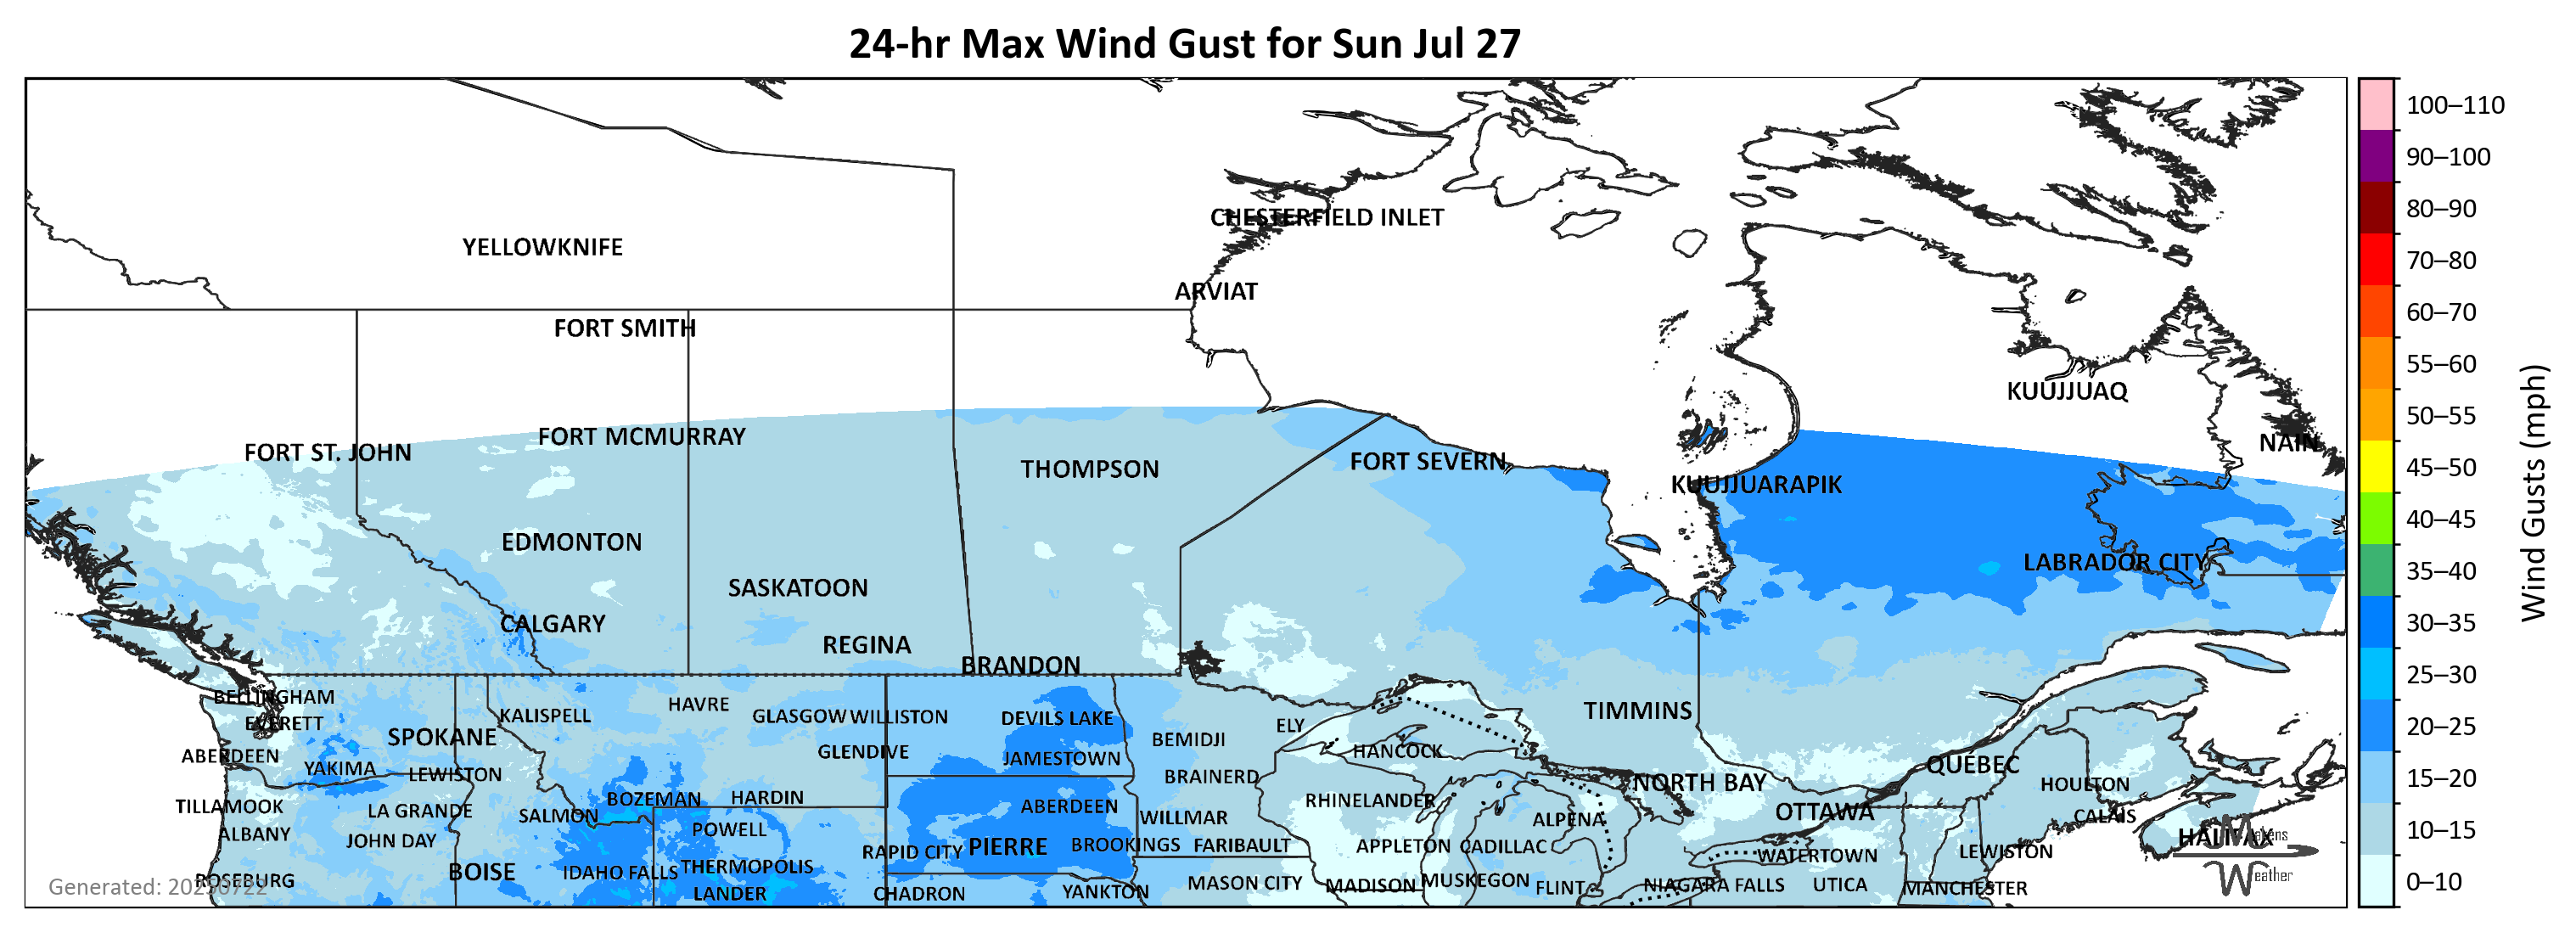 24-hr Max Wind Gust for Sun Jul 27
100–110
90–100
80–90
70–80
60–70
55–60
50–55
45–50
40–45
35–40
30–35
25–30
20–25
15–20
10–15
0–10
Wind Gusts (mph)
CHESTERFIELD INLET
YELLOWKNIFE
ARVIAT
FORT SMITH
KUUJJUAQ
FORT MCMURRAY
NAIN
FORT ST. JOHN
FORT SEVERN
THOMPSON
KUUJJUARAPIK
EDMONTON
LABRADOR CITY
SASKATOON
CALGARY
REGINA
BRANDON
BELLINGHAM
HAVRE
TIMMINS
KALISPELL
GLASGOW WILLISTON
DEVILS LAKE
EVERETT
ELY
SPOKANE
BEMIDJI
GLENDIVE
HANCOCK
ABERDEEN
JAMESTOWN
QUÉBEC
YAKIMA
LEWISTON
BRAINERD
NORTH BAY
HOULTON
BOZEMAN
HARDIN
RHINELANDER
TILLAMOOK
ABERDEEN
LA GRANDE
OTTAWA
SALMON
WILLMAR
CALAIS
ALPENA
POWELL
ALBANY
HALIFAX
JOHN DAY
PIERRE
BROOKINGS
FARIBAULT
APPLETON
CADILLAC
RAPID CITY
LEWISTON
WATERTOWN
THERMOPOLIS
BOISE
IDAHO FALLS
Weather
ROSEBURG
MUSKEGON
MASON CITY
MADISON
NIAGARA FALLS
UTICA
FLINT
MANCHESTER
Generated: 20250722
LANDER
CHADRON
YANKTON